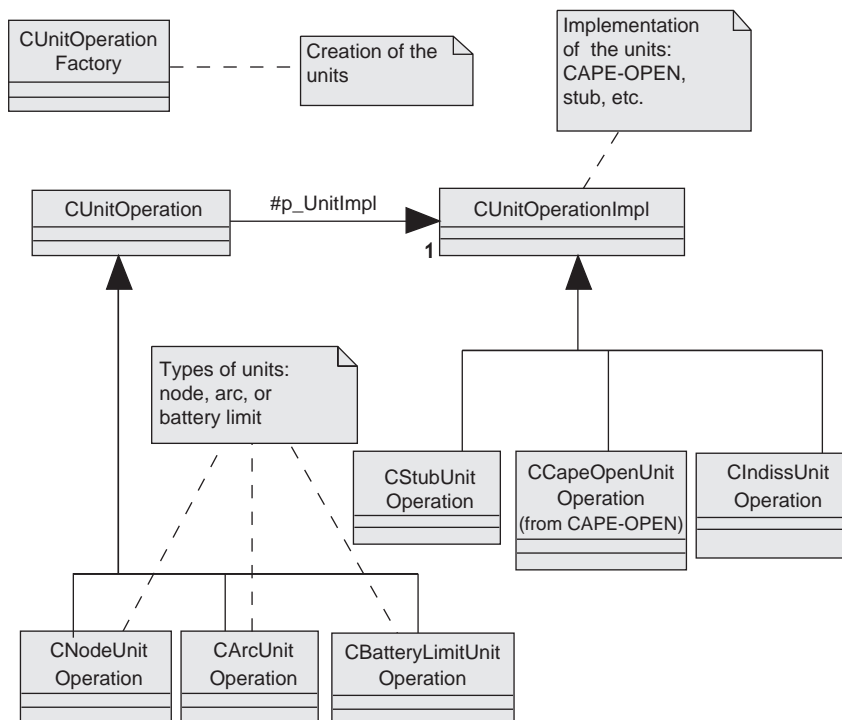 CUnitOperation
Factory
Creation of the
units
Implementation
of the units:
CAPE-OPEN,
stub, etc.
CUnitOperation
#p_UnitImpl
1
CUnitOperationImpl
Types of units:
node, arc, or
battery limit
CStubUnit
Operation
CCapeOpenUnit
Operation
(from CAPE-OPEN)
CIndissUnit
Operation
CNodeUnit
Operation
CArcUnit
Operation
CBatteryLimitUnit
Operation